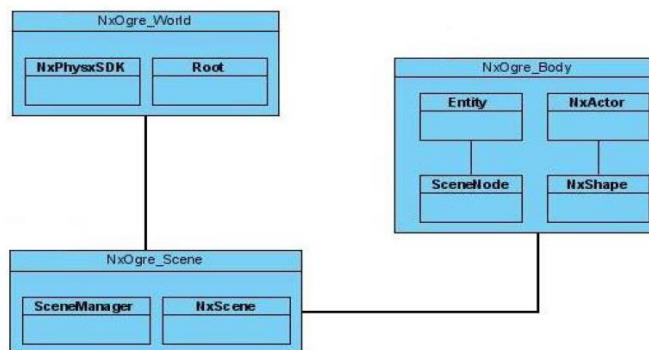 NxOgre_World
NxPhysxSDK Root
NxOgre_Body
Entity NxActor
SceneNode NxShape
NxOgre_Scene
SceneManager NxScene